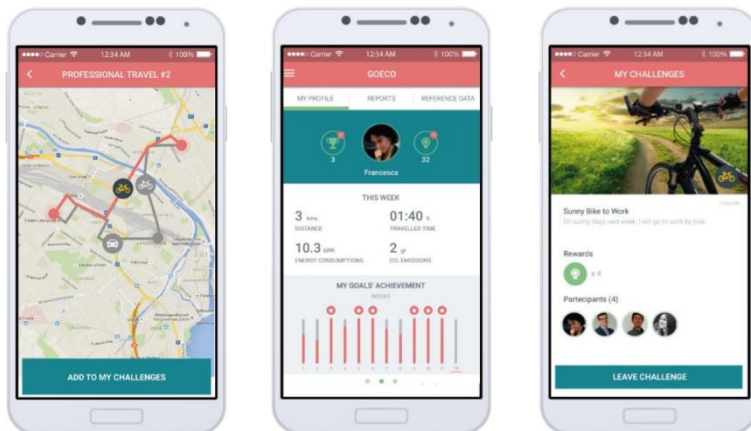 Carrier 12:34 AM 100%
PROFESSIONAL TRAVEL #2
ADD TO MY CHALLENGES
Carrier 12:34 AM 100%
GOECO
MY PROFILE REPORTS REFERENCE DATA
3 32
Francesca
THIS WEEK
3 kms 01:40 h
DISTANCE TRAVELLED TIME
10.3 kWh 2 gr
ENERGY CONSUMPTIONS CO₂ EMISSIONS
MY GOALS' ACHIEVEMENT
WEEKS
Carrier 12:34 AM 100%
MY CHALLENGES
Sunny Bike to Work
On sunny days next week, I will go to work by bike.
Rewards
x 4
Partecipants (4)
LEAVE CHALLENGE